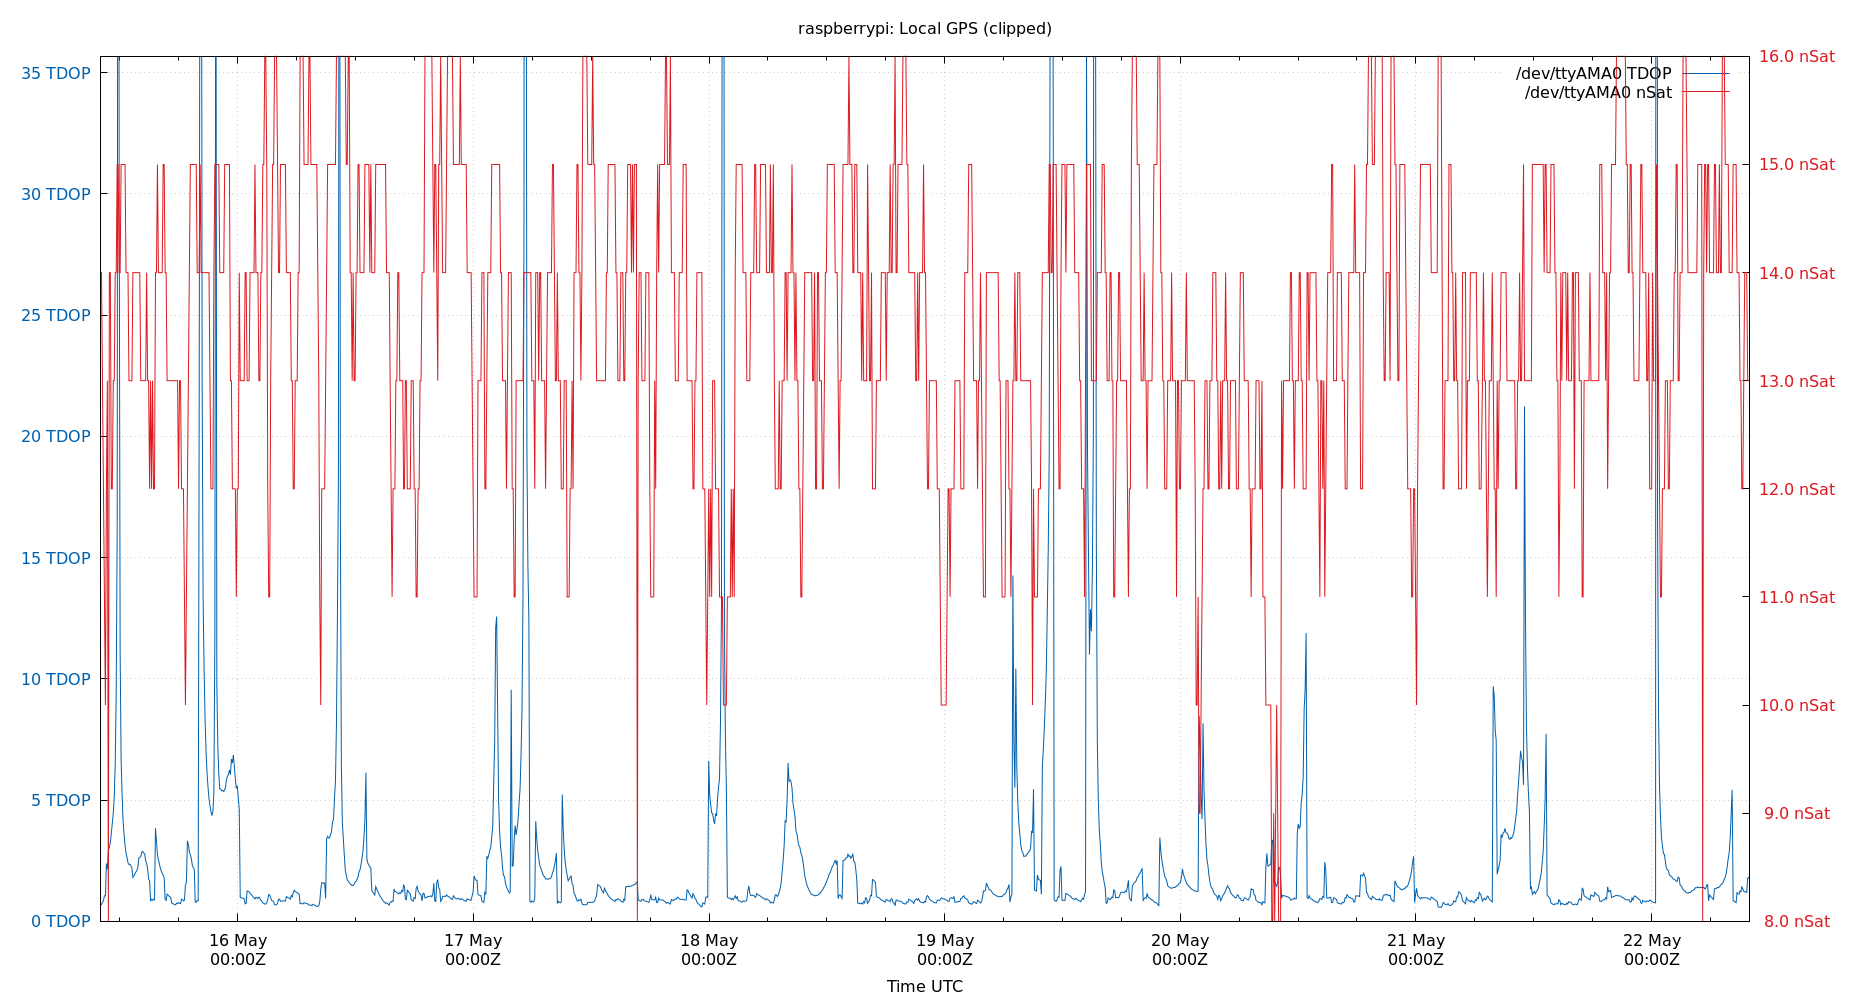 raspberrypi: Local GPS (clipped)
35 TDOP
30 TDOP
25 TDOP
20 TDOP
15 TDOP
10 TDOP
5 TDOP
0 TDOP
/dev/ttyAMA0 TDOP
/dev/ttyAMA0 nSat
16.0 nSat
15.0 nSat
14.0 nSat
13.0 nSat
12.0 nSat
11.0 nSat
10.0 nSat
9.0 nSat
8.0 nSat
16 May
00:00Z
17 May
00:00Z
18 May
00:00Z
19 May
00:00Z
20 May
00:00Z
21 May
00:00Z
22 May
00:00Z
Time UTC